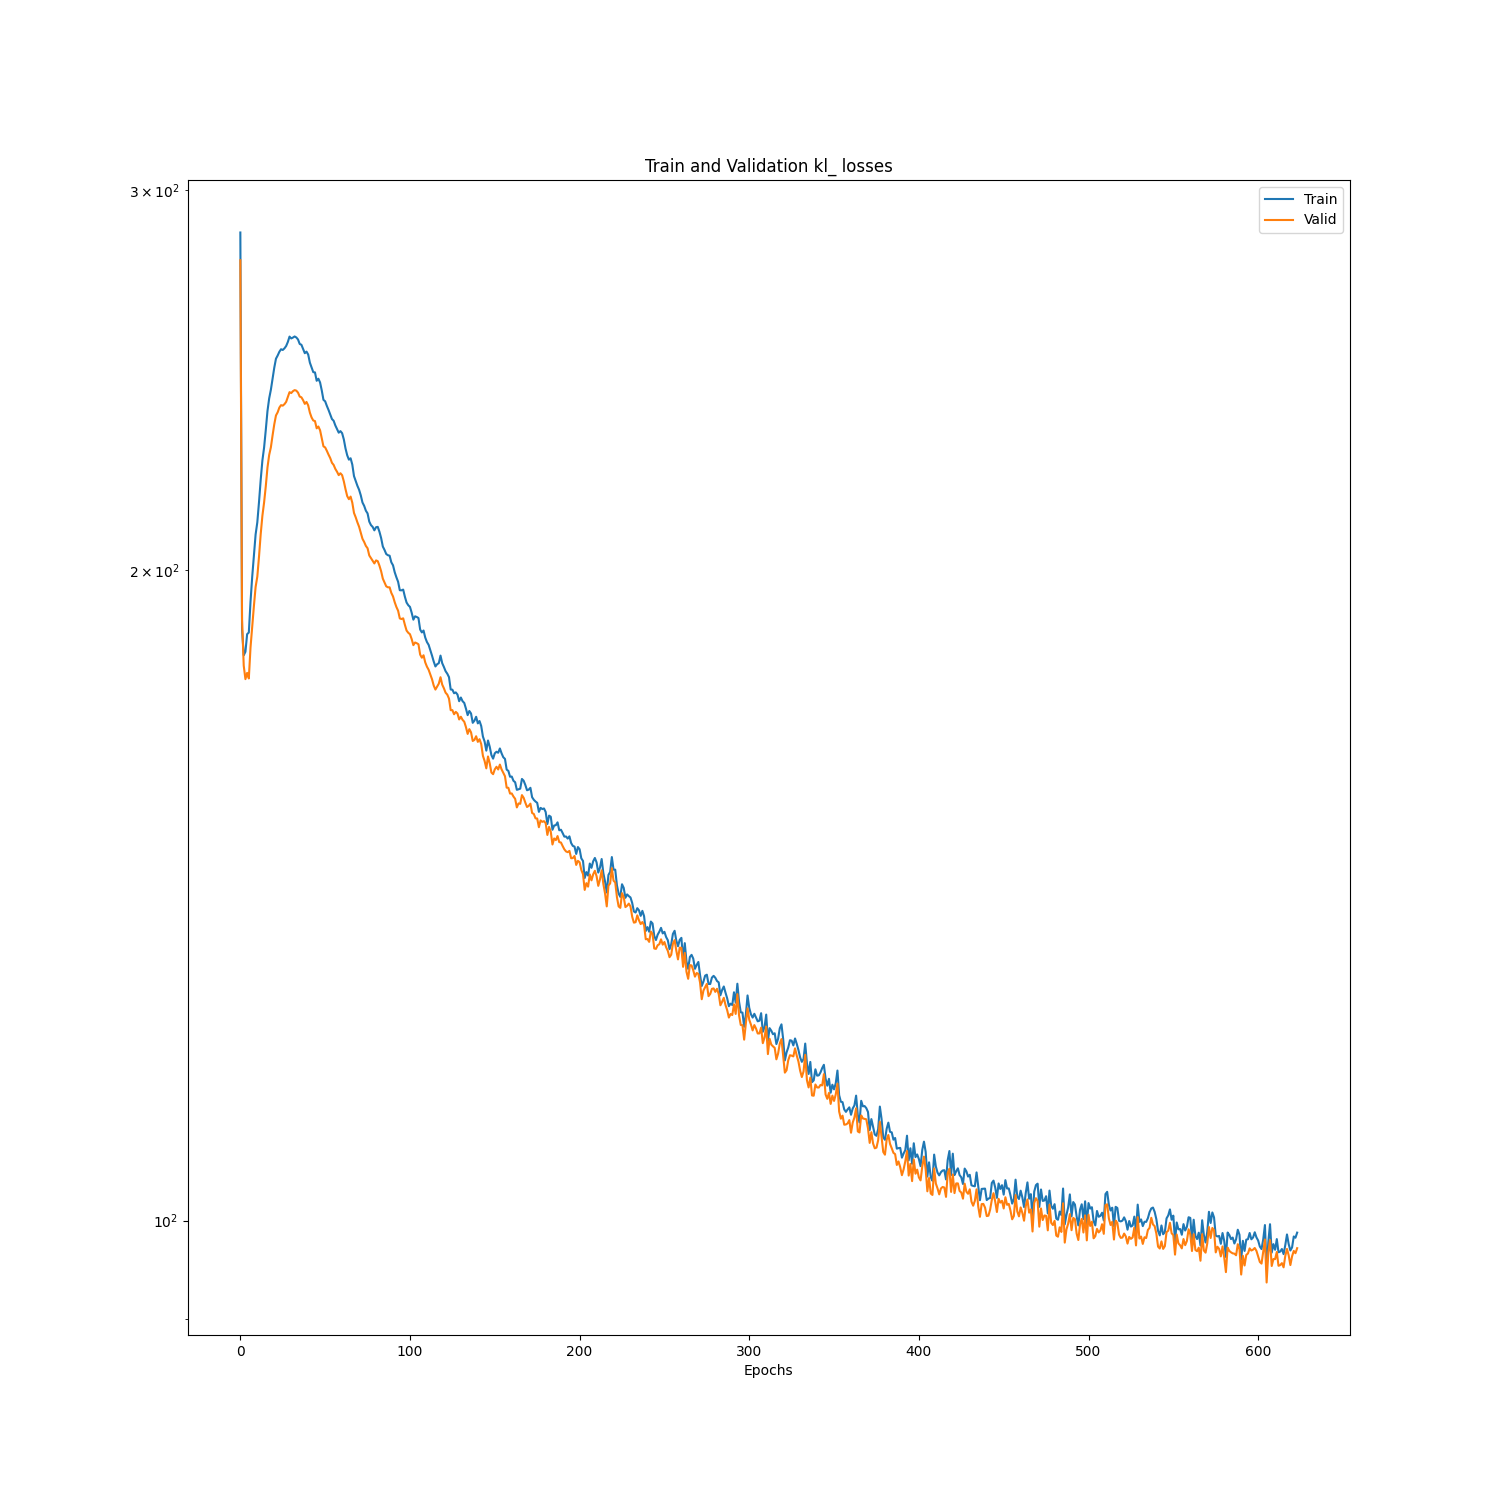 Train and Validation kl_ losses
3 × 10²
Train
Valid
2 × 10²
10²
0 100 200 300 400 500 600
Epochs